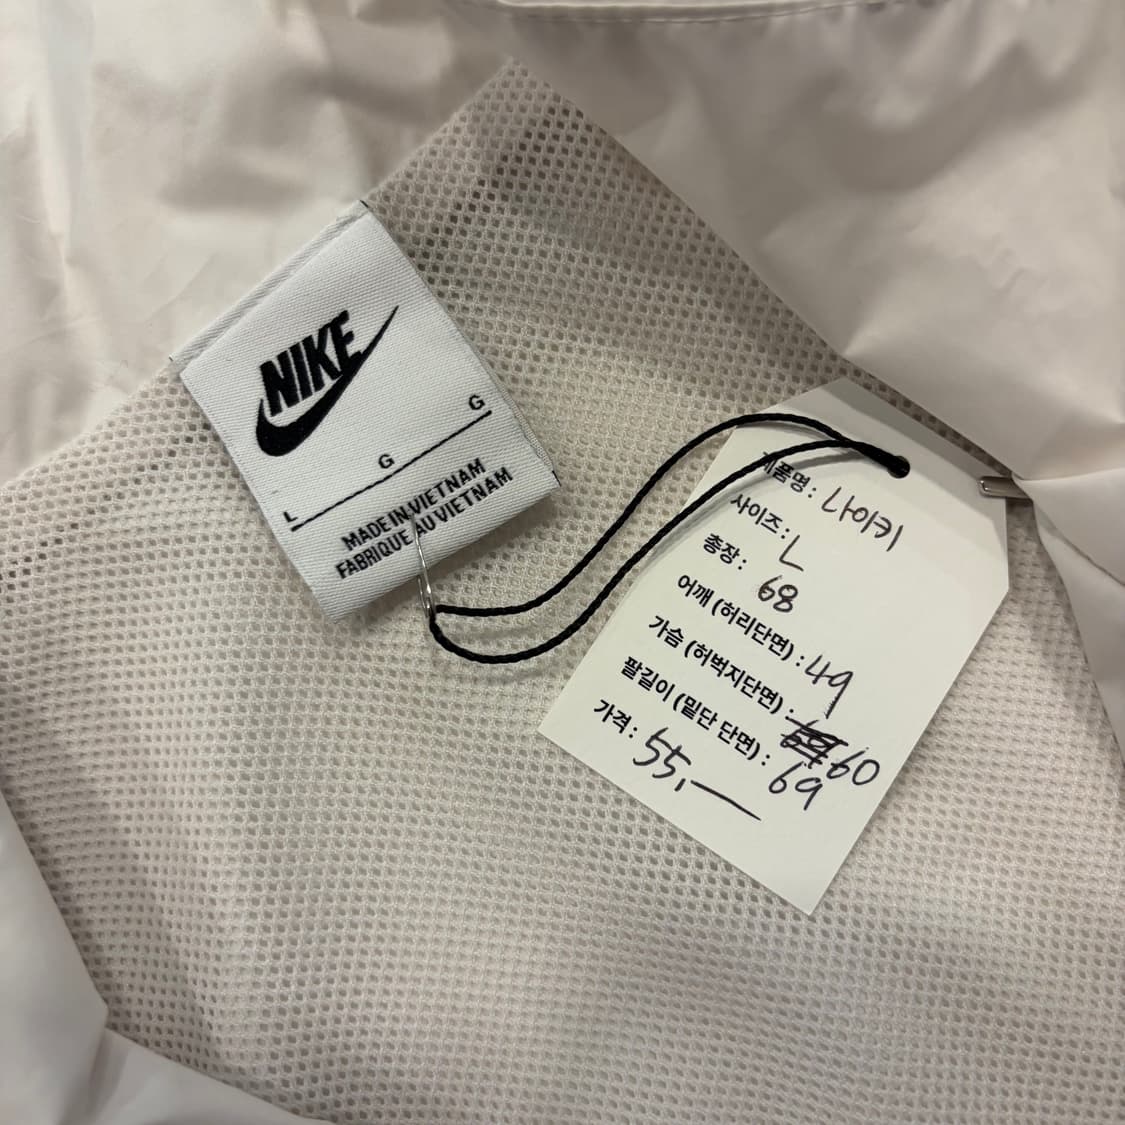 NIKE
L G G
MADE IN VIETNAM
FABRIQUE AU VIETNAM
제품명: 나이키
사이즈: L
총장: 68
어깨 (허리단면) : 49
가슴 (허벅지단면) : 60
팔길이 (밑단 단면) : 69
가격: 55,—